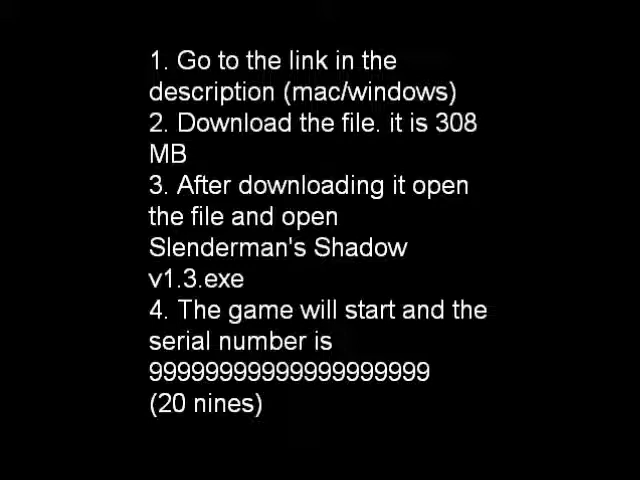 1. Go to the link in the
description (mac/windows)
2. Download the file. it is 308
MB
3. After downloading it open
the file and open
Slenderman's Shadow
v1.3.exe
4. The game will start and the
serial number is
99999999999999999999
(20 nines)